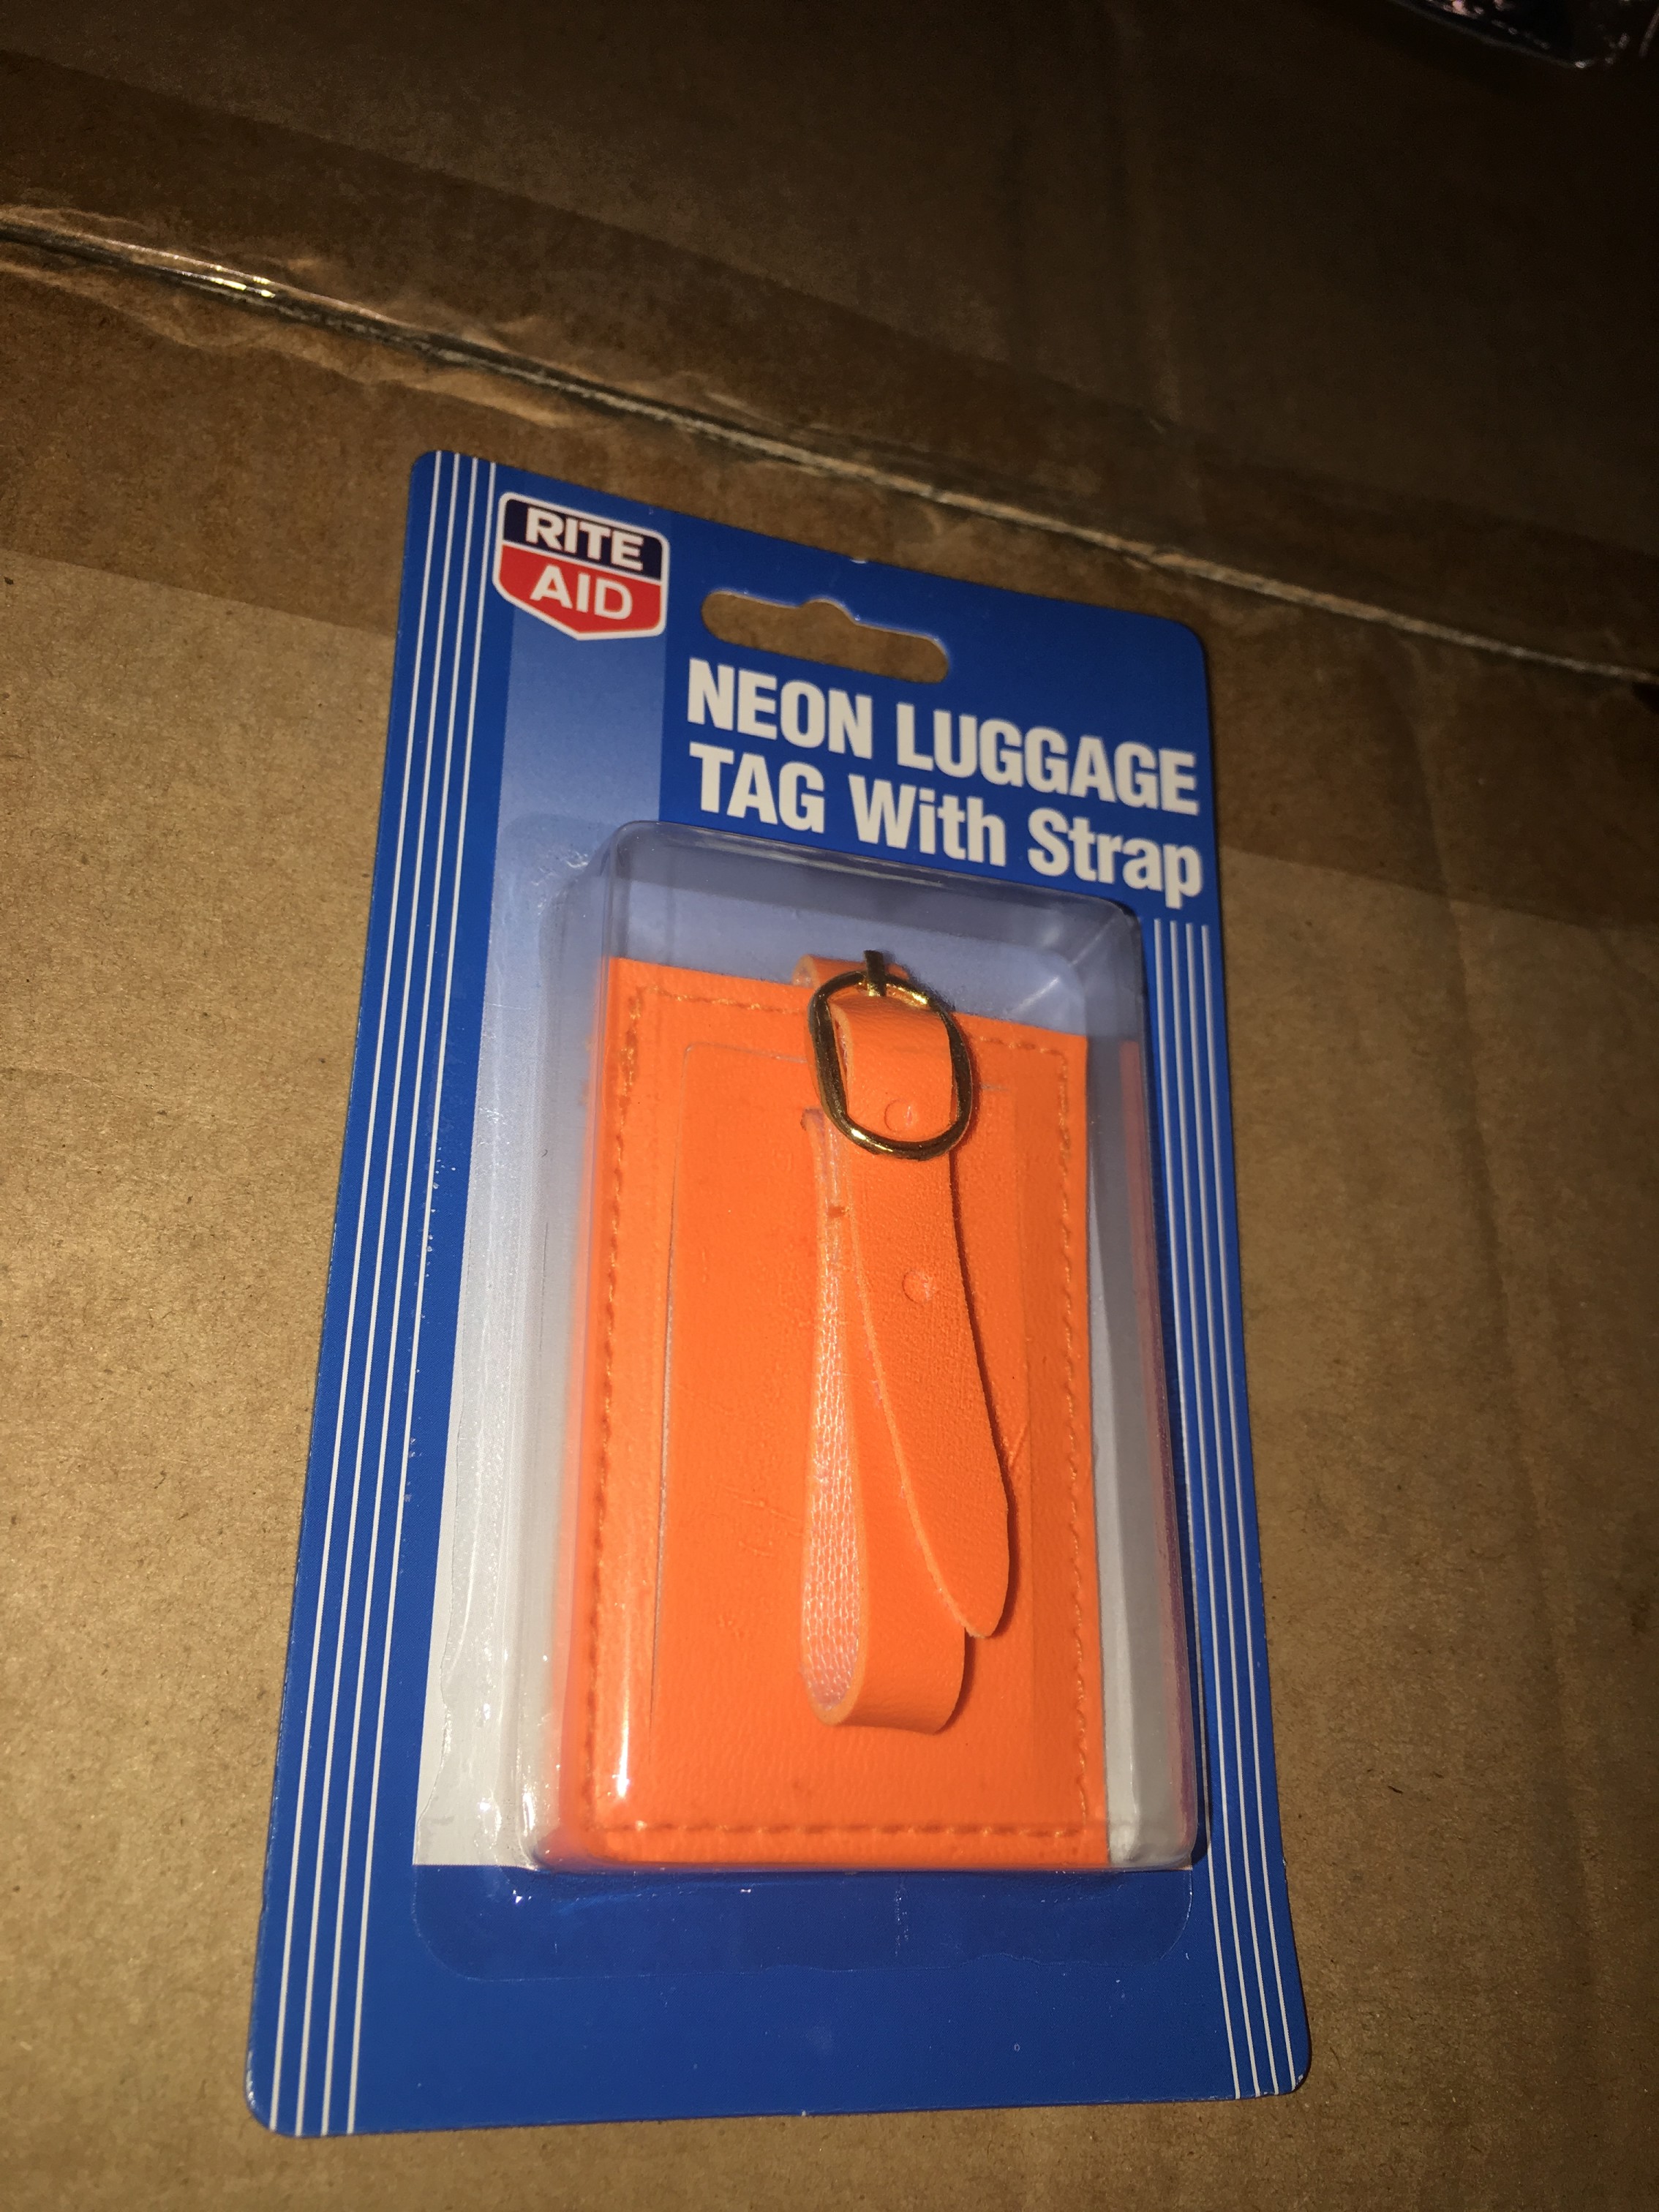 RITE
AID
NEON LUGGAGE
TAG With Strap